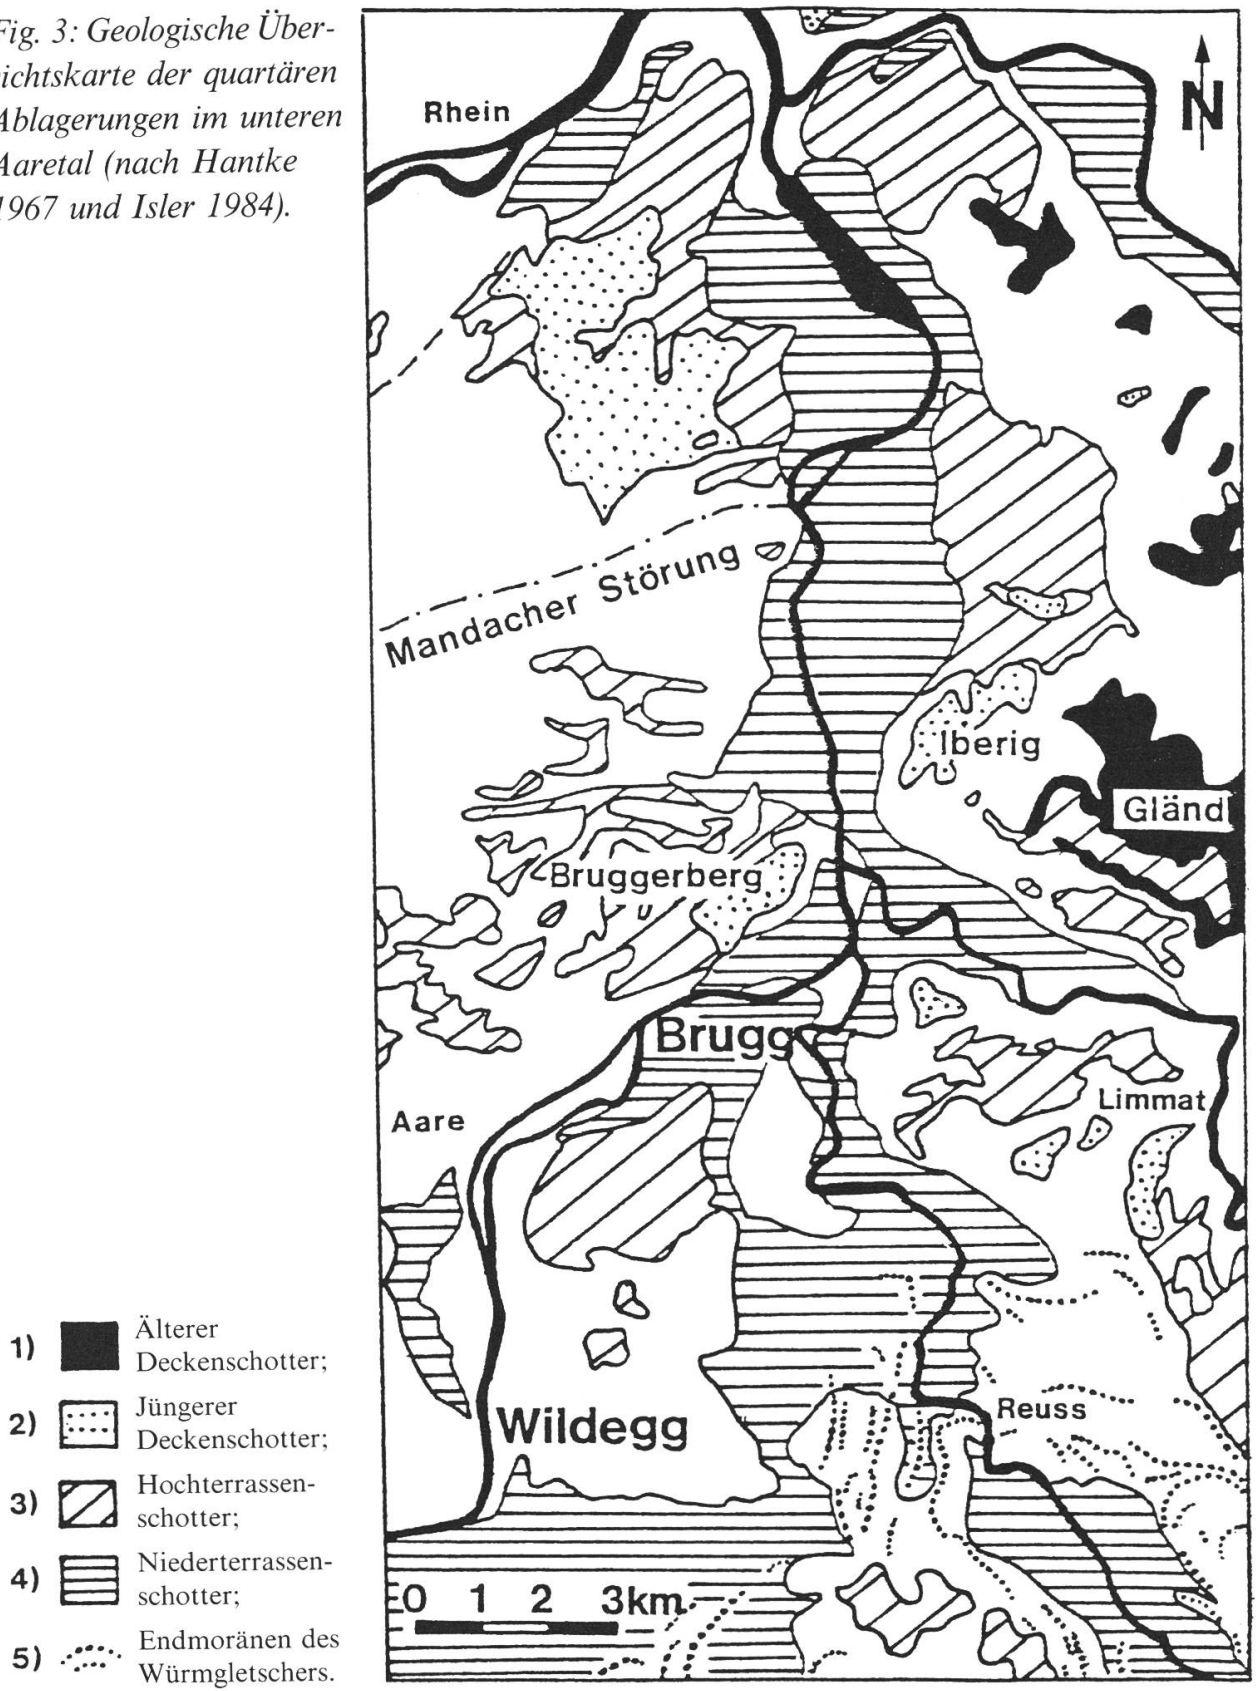 Fig. 3: Geologische Über-
sichtskarte der quartären
Ablagerungen im unteren
Aaretal (nach Hantke
1967 und Isler 1984).
Rhein
N
Mandacher Störung
Iberig
Gländ
Bruggerberg
Brugg
Limmat
Aare
Reuss
Wildegg
1) Älterer
Deckenschotter;
2) Jüngerer
Deckenschotter;
3) Hochterrassen-
schotter;
4) Niederterrassen-
schotter;
5) Endmoränen des
Würmgletschers.
0 1 2 3km